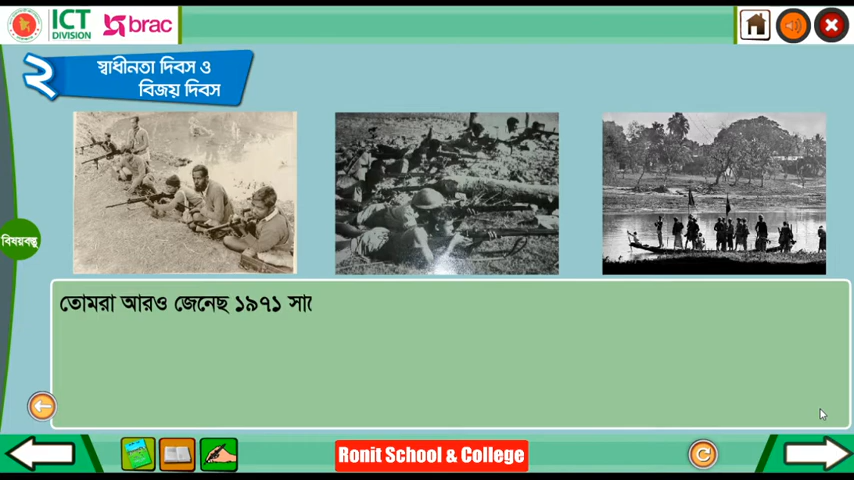 ICT
DIVISION
brac
২
স্বাধীনতা দিবস ও
বিজয় দিবস
বিষয়বস্তু
তোমরা আরও জেনেছ ১৯৭১ সালে
Ronit School & College